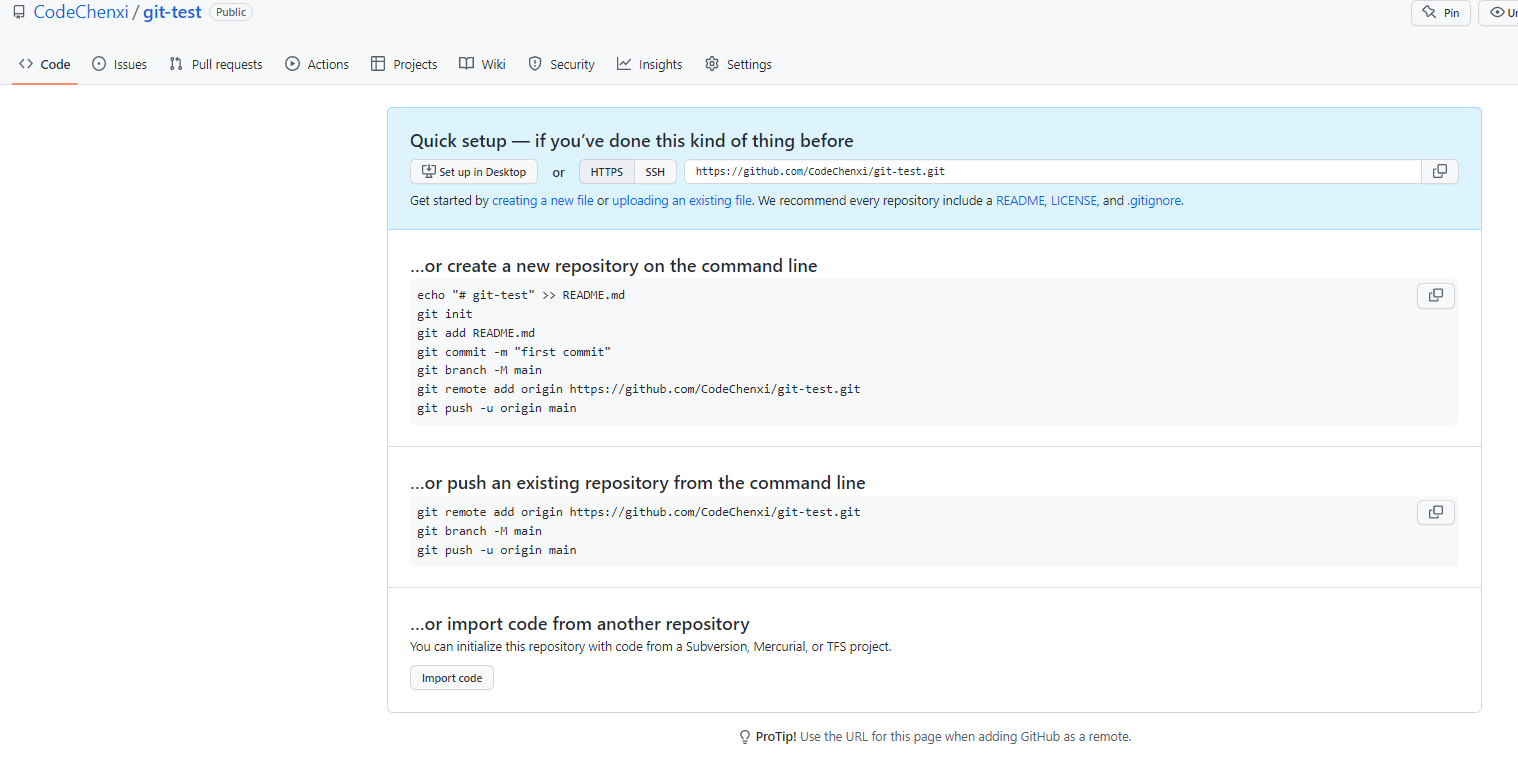 CodeChenxi / git-test Public
Pin
Code Issues Pull requests Actions Projects Wiki Security Insights Settings
Quick setup — if you’ve done this kind of thing before
Set up in Desktop or HTTPS SSH https://github.com/CodeChenxi/git-test.git
Get started by creating a new file or uploading an existing file. We recommend every repository include a README, LICENSE, and .gitignore.
…or create a new repository on the command line
echo "# git-test" >> README.md
git init
git add README.md
git commit -m "first commit"
git branch -M main
git remote add origin https://github.com/CodeChenxi/git-test.git
git push -u origin main
…or push an existing repository from the command line
git remote add origin https://github.com/CodeChenxi/git-test.git
git branch -M main
git push -u origin main
…or import code from another repository
You can initialize this repository with code from a Subversion, Mercurial, or TFS project.
Import code
ProTip! Use the URL for this page when adding GitHub as a remote.